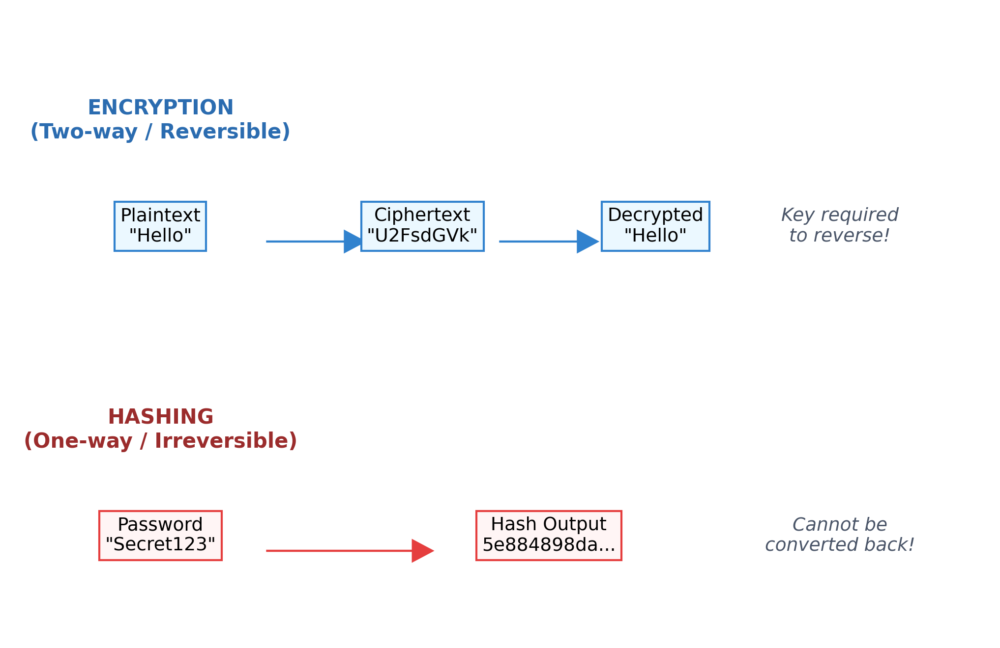 ENCRYPTION
(Two-way / Reversible)
Plaintext
"Hello"
Ciphertext
"U2FsdGVk"
Decrypted
"Hello"
Key required
to reverse!
HASHING
(One-way / Irreversible)
Password
"Secret123"
Hash Output
5e884898da...
Cannot be
converted back!